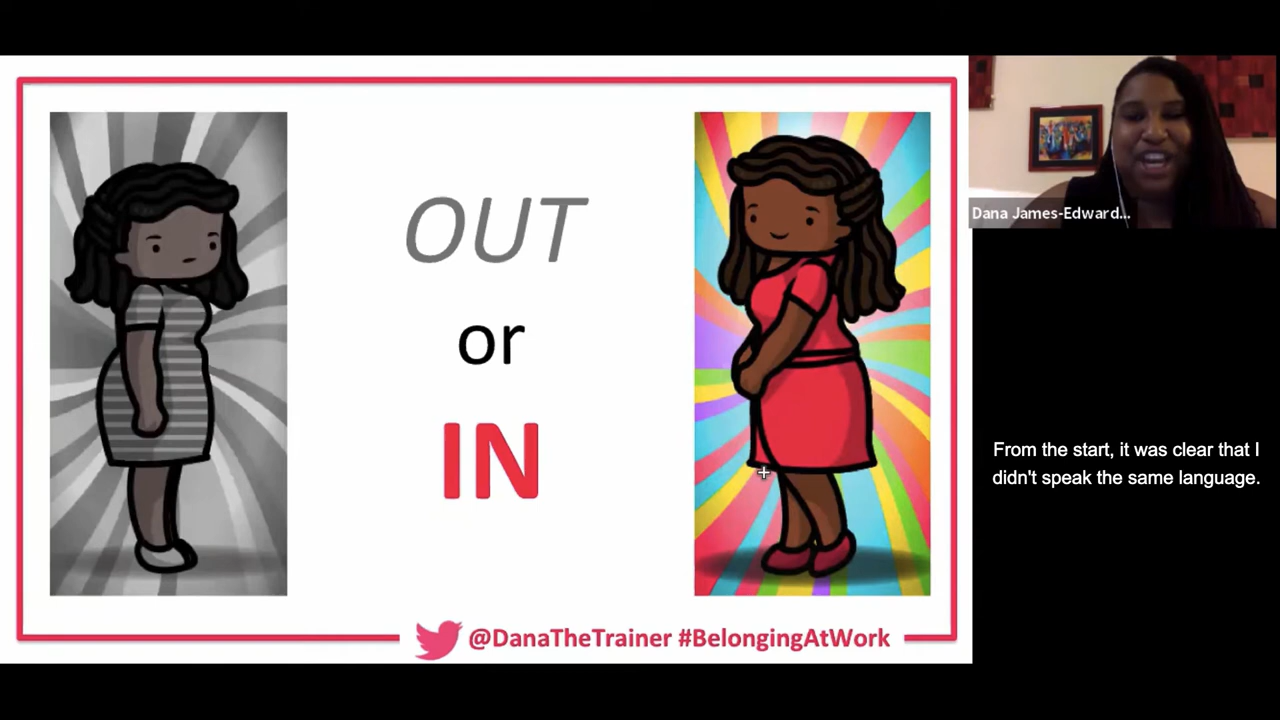 OUT
or
IN
@DanaTheTrainer #BelongingAtWork
Dana James-Edward...
From the start, it was clear that I
didn't speak the same language.